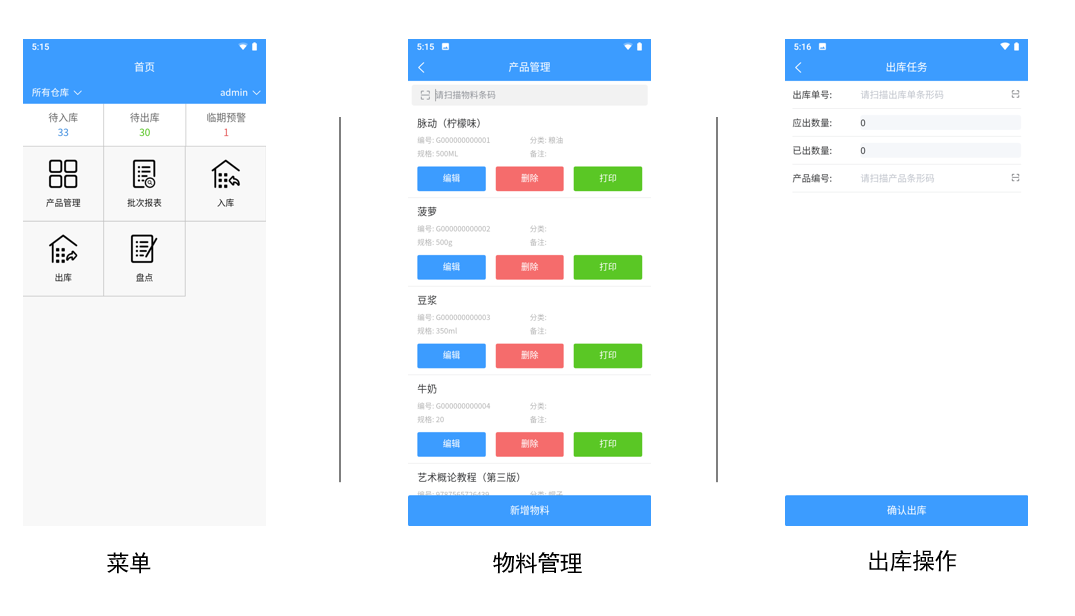 5:15
首页
所有仓库
admin
待入库
待出库
临期预警
33
30
1
产品管理
批次报表
入库
出库
盘点
菜单
5:15
产品管理
请扫描物料条码
脉动（柠檬味）
编号: G000000000001
分类: 粮油
规格: 500ML
备注:
编辑
删除
打印
菠萝
编号: G000000000002
分类:
规格: 500g
备注:
编辑
删除
打印
豆浆
编号: G000000000003
分类:
规格: 350ml
备注:
编辑
删除
打印
牛奶
编号: G000000000004
分类:
规格: 20
备注:
编辑
删除
打印
艺术概论教程（第三版）
新增物料
物料管理
5:16
出库任务
出库单号:
请扫描出库单条形码
应出数量:
0
已出数量:
0
产品编号:
请扫描产品条形码
确认出库
出库操作